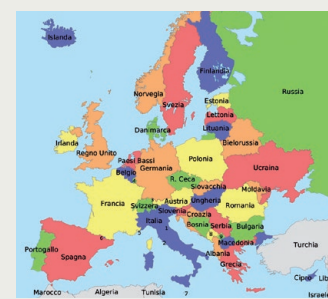 Islanda
Finlandia
Norvegia
Svezia
Russia
Estonia
Lettonia
Lituania
Danimarca
Irlanda
Regno Unito
Paesi Bassi
Bielorussia
Polonia
Germania
Belgio
Ucraina
R. Ceca
Slovacchia
Moldavia
Francia
Austria
Ungheria
Svizzera
Slovenia
Romania
Croazia
Italia
Bosnia
Serbia
Bulgaria
Macedonia
Portogallo
Spagna
Albania
Turchia
Grecia
Marocco
Algeria
Tunisia
Cipro
Lib
Israele